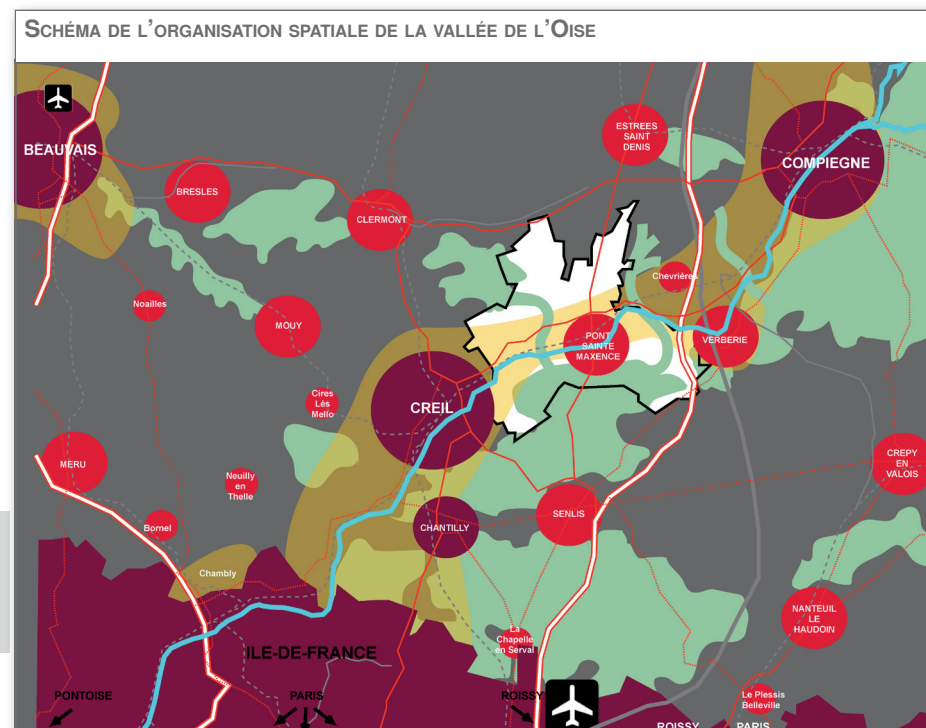 SCHÉMA DE L'ORGANISATION SPATIALE DE LA VALLÉE DE L'OISE
BEAUVAIS
ESTREES
SAINT
DENIS
COMPIEGNE
BRESLES
CLERMONT
Chevrières
Noailles
MOUY
PONT
SAINTE
MAXENCE
VERBERIE
Cires
Lès
Mello
CREIL
MERU
CREPY
EN
VALOIS
Neuilly
en
Thelle
Bornel
CHANTILLY
SENLIS
Chambly
NANTEUIL
LE
HAUDOIN
La
Chapelle
en Serval
ILE-DE-FRANCE
PONTOISE
PARIS
ROISSY
Le Plessis
Belleville
ROISSY
PARIS